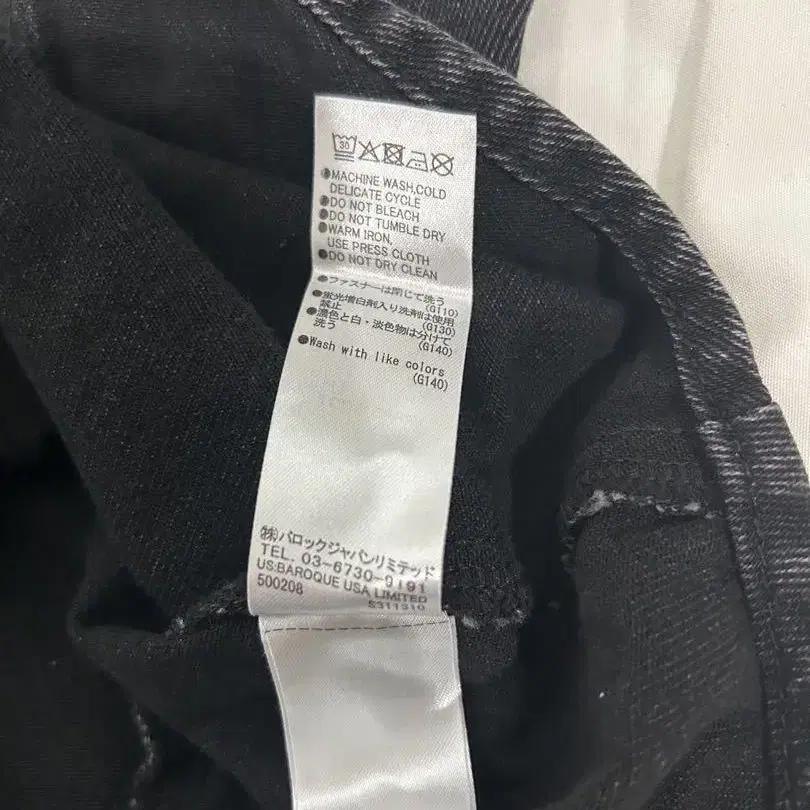 30
●MACHINE WASH,COLD
DELICATE CYCLE
●DO NOT BLEACH
●DO NOT TUMBLE DRY
●WARM IRON,
USE PRESS CLOTH
●DO NOT DRY CLEAN
●ファスナーは閉じて洗う
(G110)
●蛍光増白剤入り洗剤は使用
禁止 (G130)
●濃色と白・淡色物は分けて
洗う (G140)
●Wash with like colors
(G140)
㈱バロックジャパンリミテッド
TEL. 03-6730-9191
US:BAROQUE USA LIMITED
500208
S311310